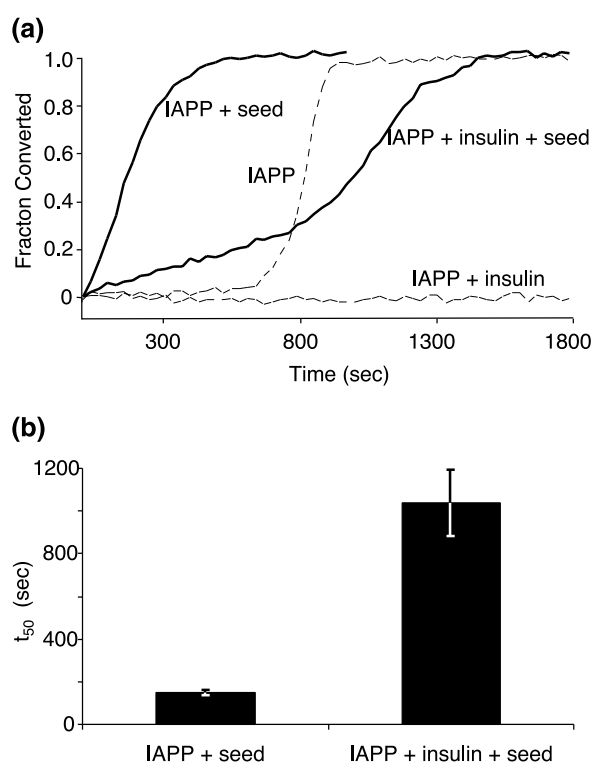 (a)
1.0
0.8
0.6
0.4
0.2
0
Fracton Converted
IAPP + seed
IAPP
IAPP + insulin + seed
IAPP + insulin
300
800
1300
1800
Time (sec)
(b)
1200
800
400
0
t50 (sec)
IAPP + seed
IAPP + insulin + seed